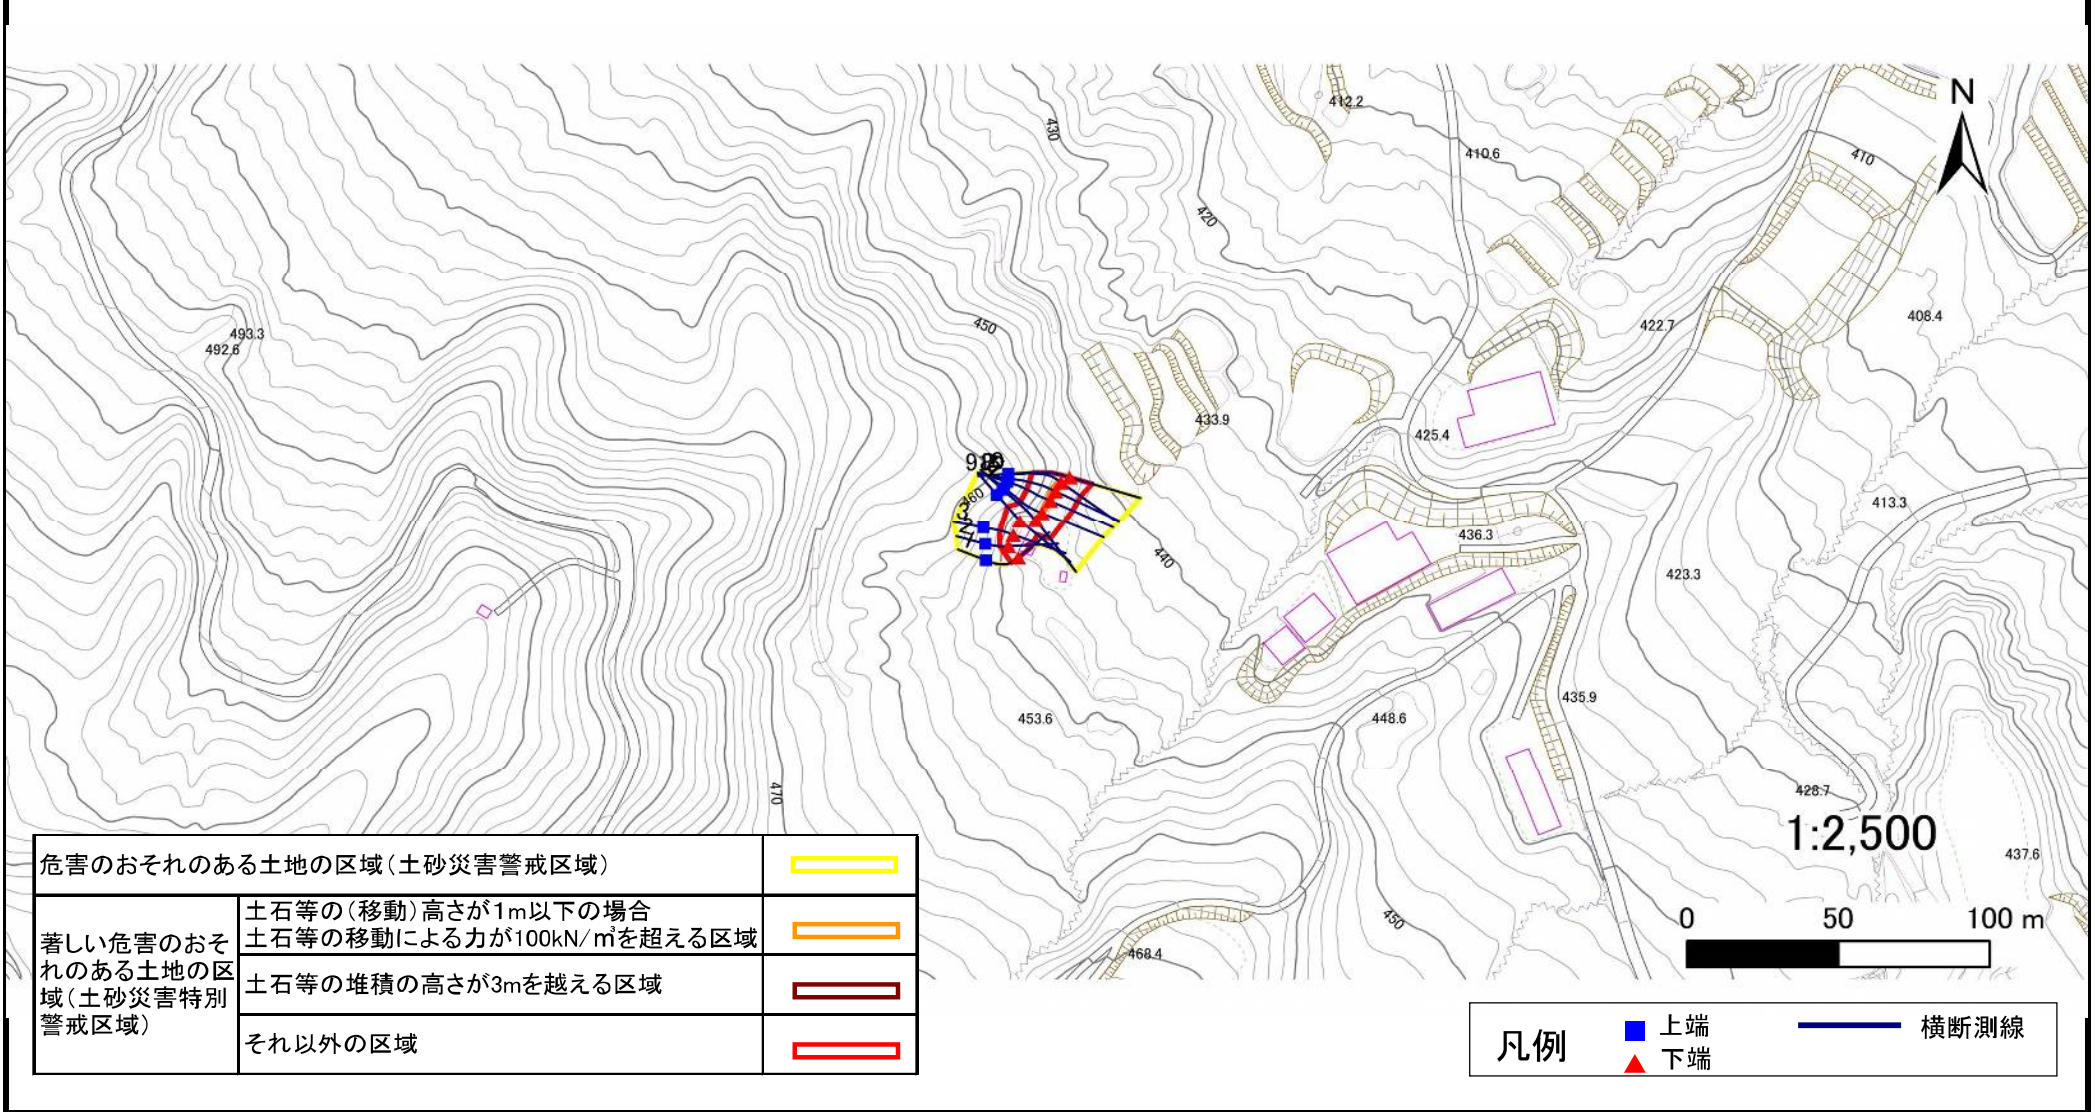 N
412.2
430
410.6
410
420
493.3
492.6
450
422.7
408.4
433.9
425.4
9
460
3
2
1
413.3
436.3
440
423.3
435.9
453.6
448.6
470
428.7
1:2,500
437.6
450
468.4
0 50 100 m
危害のおそれのある土地の区域(土砂災害警戒区域)
著しい危害のおそ
れのある土地の区
域(土砂災害特別
警戒区域)
土石等の(移動)高さが1m以下の場合
土石等の移動による力が100kN/㎡を超える区域
土石等の堆積の高さが3mを越える区域
それ以外の区域
凡例
上端
下端
横断測線